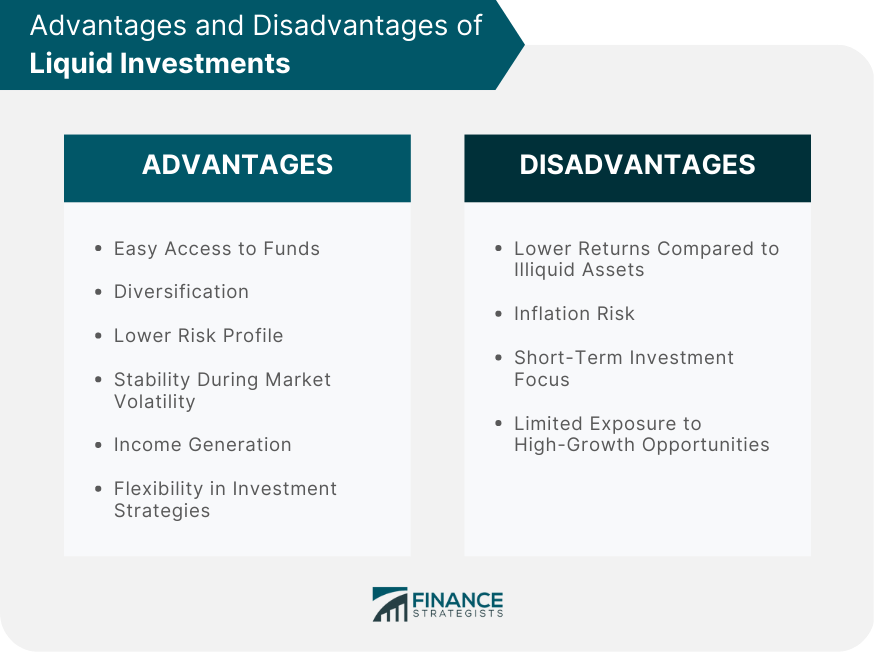 Advantages and Disadvantages of
Liquid Investments
ADVANTAGES
• Easy Access to Funds
• Diversification
• Lower Risk Profile
• Stability During Market
Volatility
• Income Generation
• Flexibility in Investment
Strategies
DISADVANTAGES
• Lower Returns Compared to
Illiquid Assets
• Inflation Risk
• Short-Term Investment
Focus
• Limited Exposure to
High-Growth Opportunities
FINANCE
STRATEGISTS